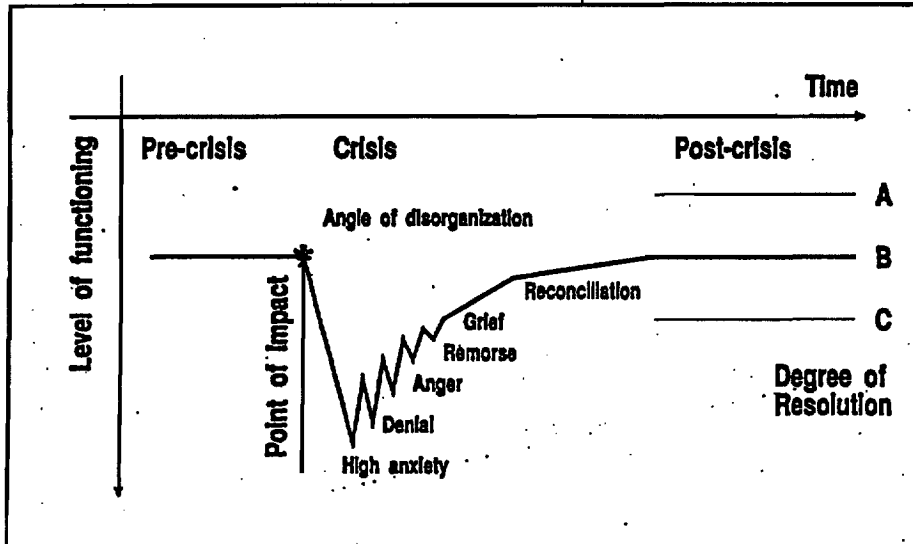 Time
Level of functioning
Pre-crisis
Crisis
Post-crisis
A
Angle of disorganization
B
Point of Impact
Reconciliation
C
Grief
Remorse
Anger
Degree of
Resolution
Denial
High anxiety